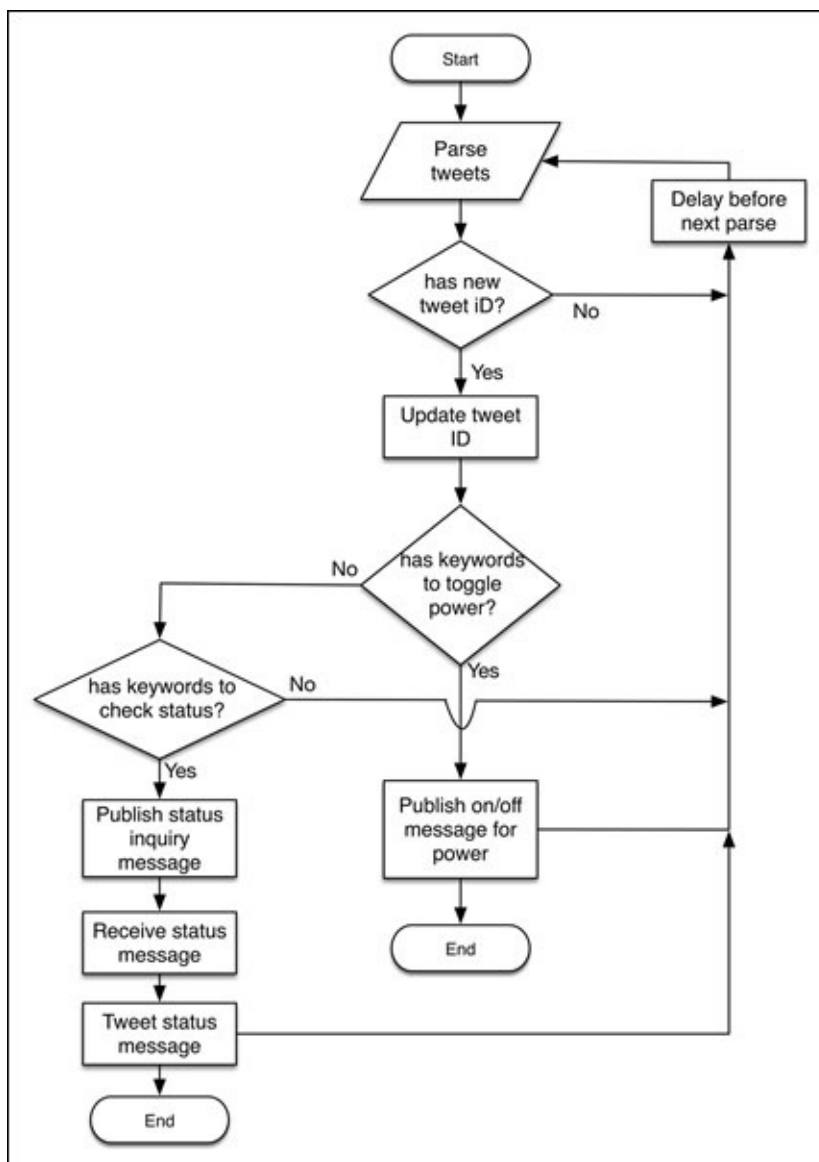 Start
Parse
tweets
Delay before
next parse
has new
tweet iD?
No
Yes
Update tweet
ID
has keywords
to toggle
power?
No
Yes
has keywords to
check status?
No
Yes
Publish status
inquiry
message
Publish on/off
message for
power
Receive status
message
End
Tweet status
message
End